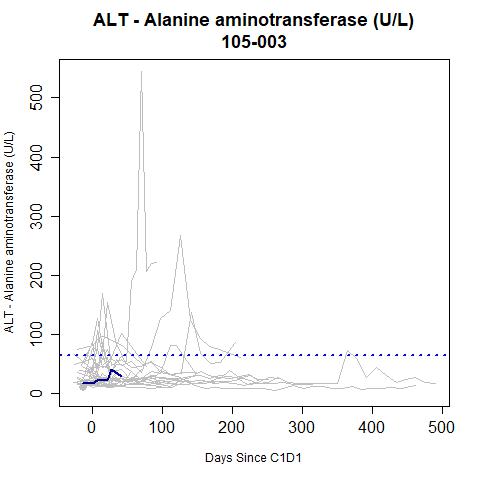 ALT - Alanine aminotransferase (U/L)
105-003
ALT - Alanine aminotransferase (U/L)
500
400
300
200
100
0
0 100 200 300 400 500
Days Since C1D1